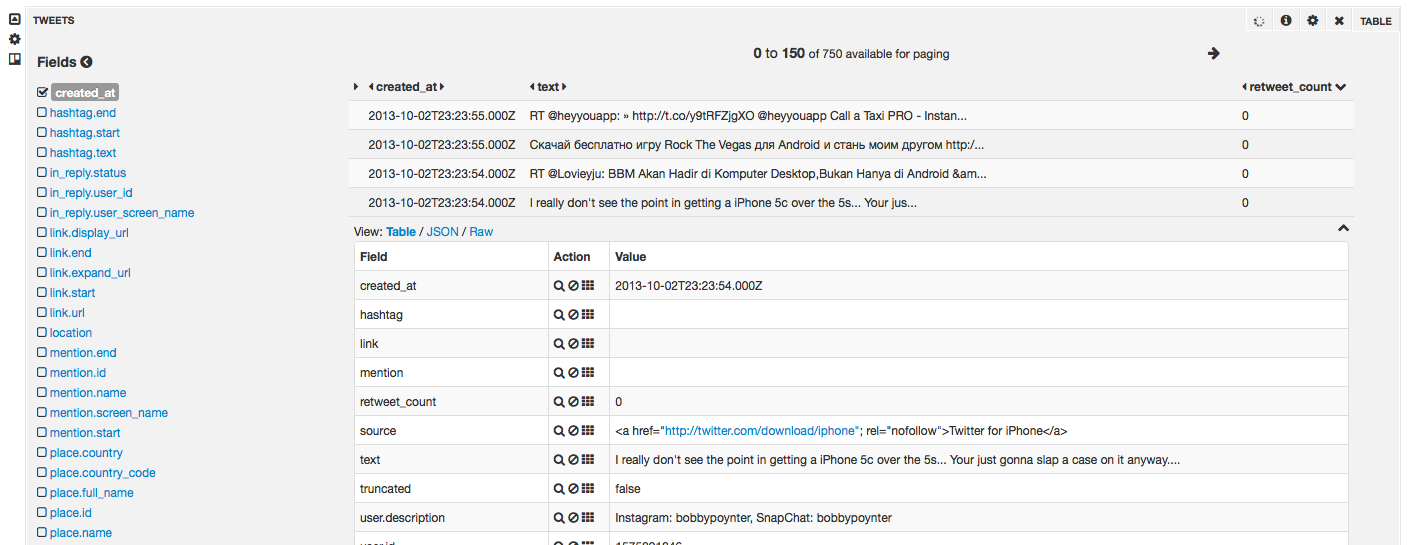 TWEETS
TABLE
Fields
0 to 150 of 750 available for paging
created_at
hashtag.end
hashtag.start
hashtag.text
in_reply.status
in_reply.user_id
in_reply.user_screen_name
link.display_url
link.end
link.expand_url
link.start
link.url
location
mention.end
mention.id
mention.name
mention.screen_name
mention.start
place.country
place.country_code
place.full_name
place.id
place.name
created_at text retweet_count
2013-10-02T23:23:55.000Z RT @heyyouapp: » http://t.co/y9tRFZjgXO @heyyouapp Call a Taxi PRO - Instan... 0
2013-10-02T23:23:55.000Z Скачай бесплатно игру Rock The Vegas для Android и стань моим другом http:/... 0
2013-10-02T23:23:54.000Z RT @Lovieyju: BBM Akan Hadir di Komputer Desktop,Bukan Hanya di Android &am... 0
2013-10-02T23:23:54.000Z I really don't see the point in getting a iPhone 5c over the 5s... Your jus... 0
View: Table / JSON / Raw
Field Action Value
created_at 2013-10-02T23:23:54.000Z
hashtag
link
mention
retweet_count 0
source <a href="http://twitter.com/download/iphone"; rel="nofollow">Twitter for iPhone</a>
text I really don't see the point in getting a iPhone 5c over the 5s... Your just gonna slap a case on it anyway....
truncated false
user.description Instagram: bobbypoynter, SnapChat: bobbypoynter